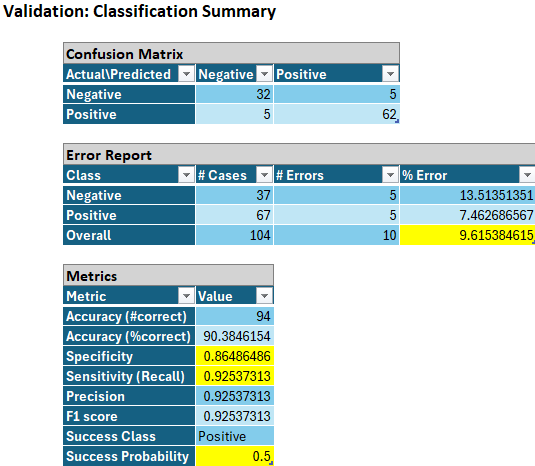 Validation: Classification Summary
Confusion Matrix
Actual\Predicted Negative Positive
Negative 32 5
Positive 5 62
Error Report
Class # Cases # Errors % Error
Negative 37 5 13.51351351
Positive 67 5 7.462686567
Overall 104 10 9.615384615
Metrics
Metric Value
Accuracy (#correct) 94
Accuracy (%correct) 90.3846154
Specificity 0.86486486
Sensitivity (Recall) 0.92537313
Precision 0.92537313
F1 score 0.92537313
Success Class Positive
Success Probability 0.5